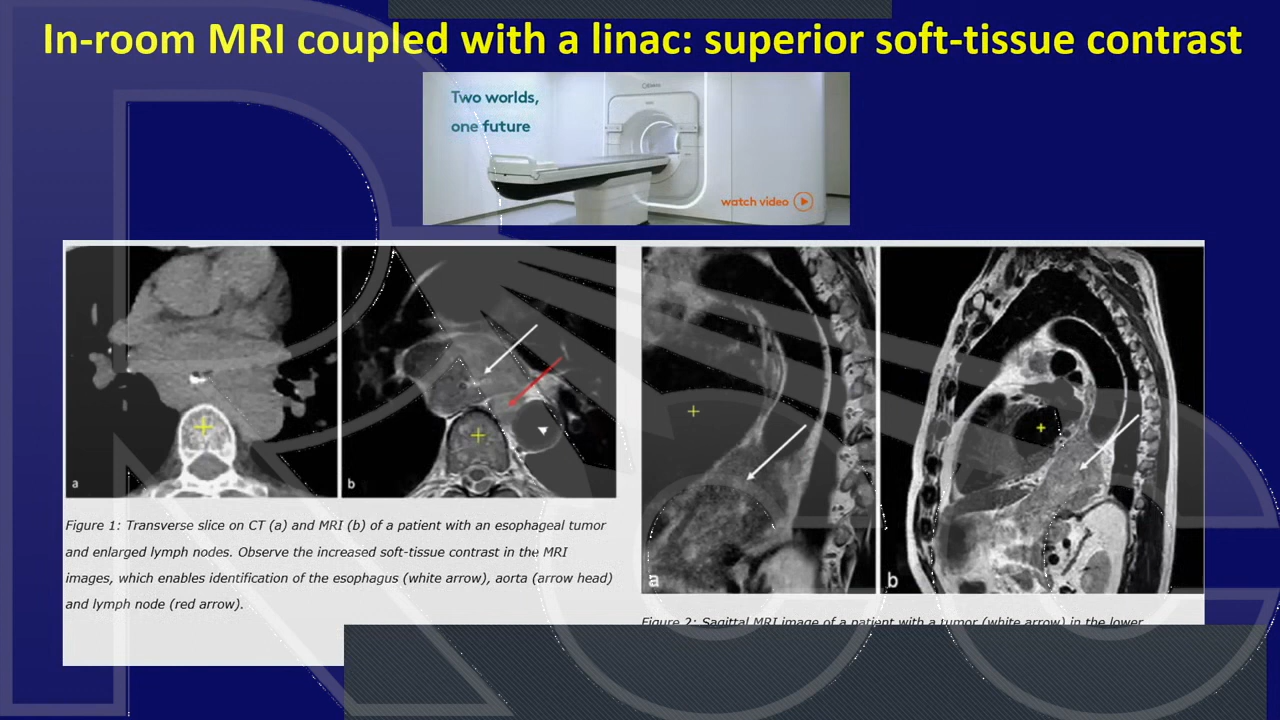 In-room MRI coupled with a linac: superior soft-tissue contrast
Two worlds,
one future
watch video
a
b
a
b
Figure 1: Transverse slice on CT (a) and MRI (b) of a patient with an esophageal tumor
and enlarged lymph nodes. Observe the increased soft-tissue contrast in the MRI
images, which enables identification of the esophagus (white arrow), aorta (arrow head)
and lymph node (red arrow).
Figure 2: Sagittal MRI image of a patient with a tumor (white arrow) in the lower